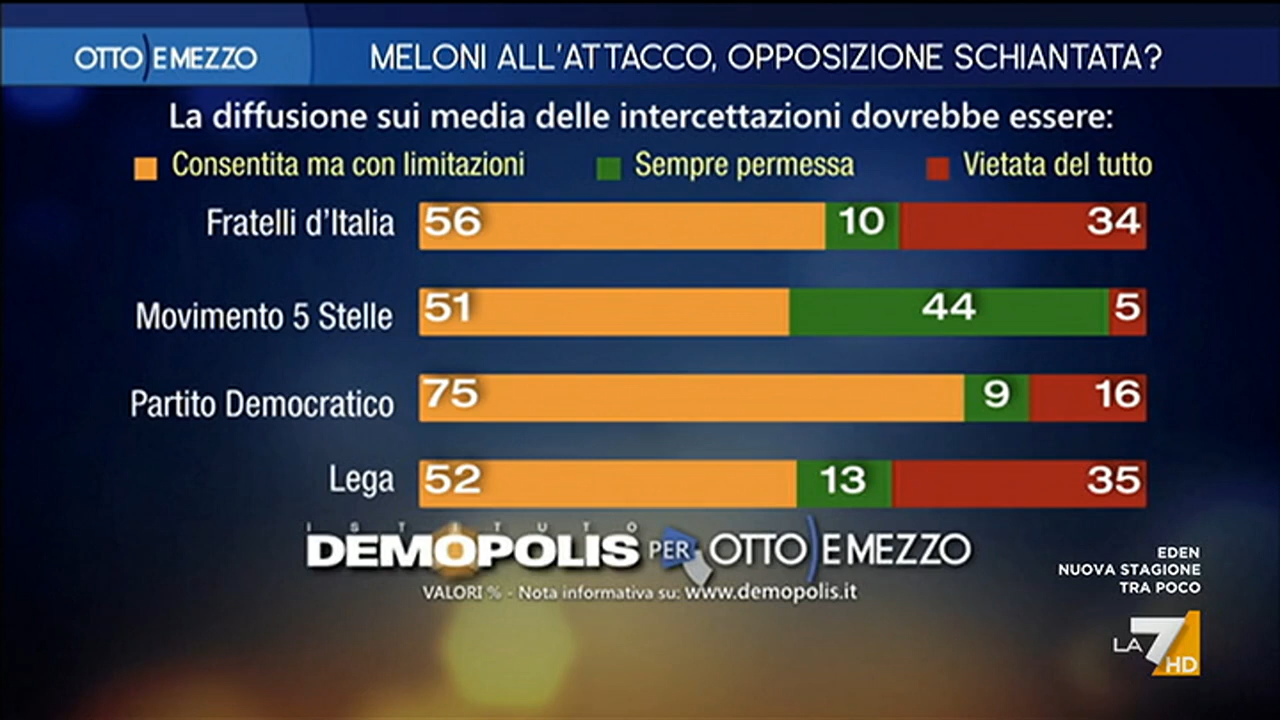 OTTO E MEZZO
MELONI ALL'ATTACCO, OPPOSIZIONE SCHIANTATA?
La diffusione sui media delle intercettazioni dovrebbe essere:
Consentita ma con limitazioni Sempre permessa Vietata del tutto
Fratelli d'Italia 56 10 34
Movimento 5 Stelle 51 44 5
Partito Democratico 75 9 16
Lega 52 13 35
ISTITUTO
DEMOPOLIS PER OTTO E MEZZO
VALORI % - Nota informativa su: www.demopolis.it
EDEN
NUOVA STAGIONE
TRA POCO
LA 7 HD